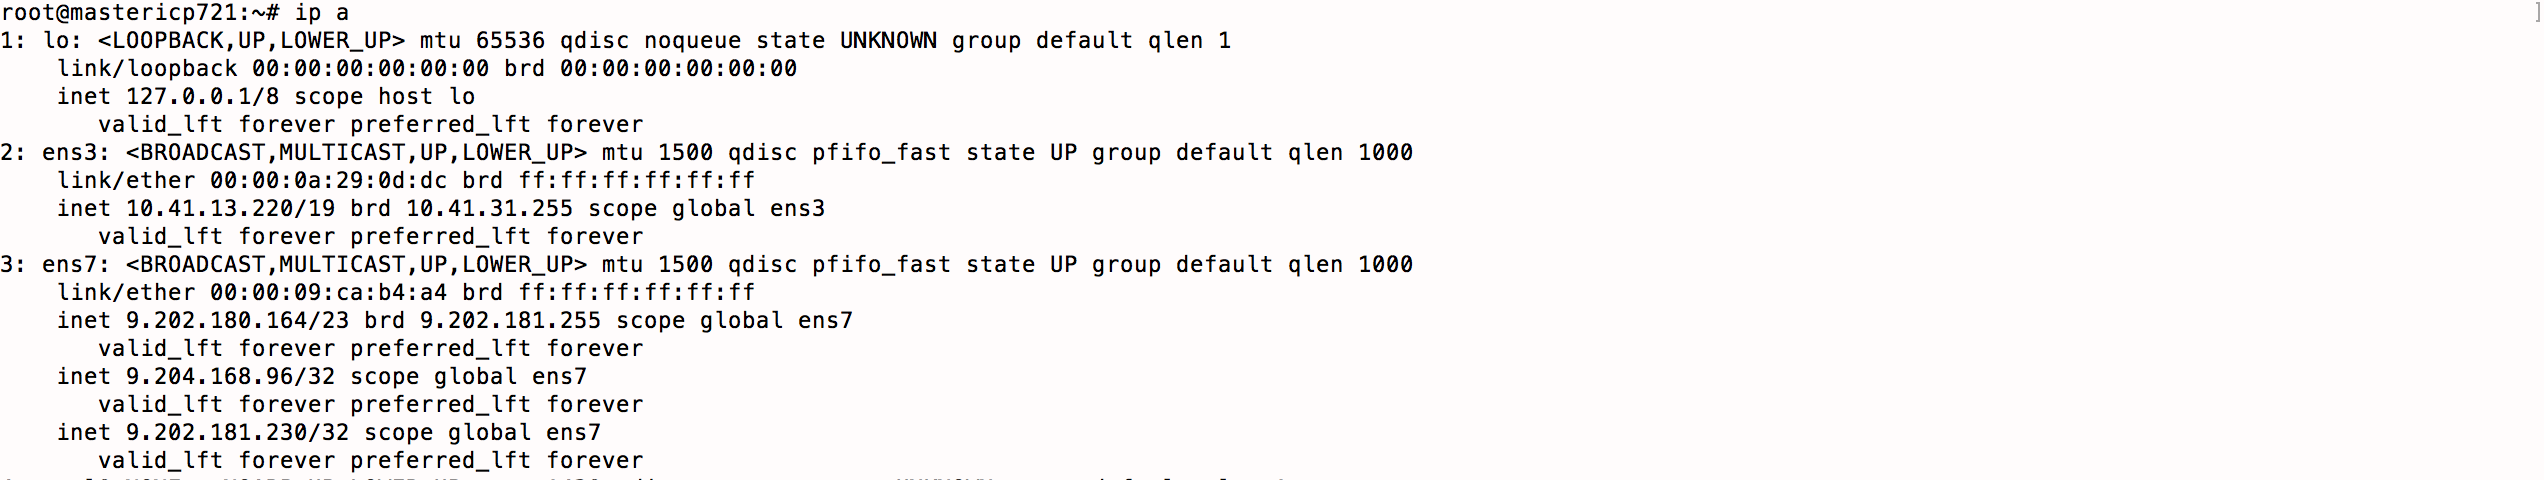 root@mastericp721:~# ip a
1: lo: <LOOPBACK,UP,LOWER_UP> mtu 65536 qdisc noqueue state UNKNOWN group default qlen 1
    link/loopback 00:00:00:00:00:00 brd 00:00:00:00:00:00
    inet 127.0.0.1/8 scope host lo
       valid_lft forever preferred_lft forever
2: ens3: <BROADCAST,MULTICAST,UP,LOWER_UP> mtu 1500 qdisc pfifo_fast state UP group default qlen 1000
    link/ether 00:00:0a:29:0d:dc brd ff:ff:ff:ff:ff:ff
    inet 10.41.13.220/19 brd 10.41.31.255 scope global ens3
       valid_lft forever preferred_lft forever
3: ens7: <BROADCAST,MULTICAST,UP,LOWER_UP> mtu 1500 qdisc pfifo_fast state UP group default qlen 1000
    link/ether 00:00:09:ca:b4:a4 brd ff:ff:ff:ff:ff:ff
    inet 9.202.180.164/23 brd 9.202.181.255 scope global ens7
       valid_lft forever preferred_lft forever
    inet 9.204.168.96/32 scope global ens7
       valid_lft forever preferred_lft forever
    inet 9.202.181.230/32 scope global ens7
       valid_lft forever preferred_lft forever